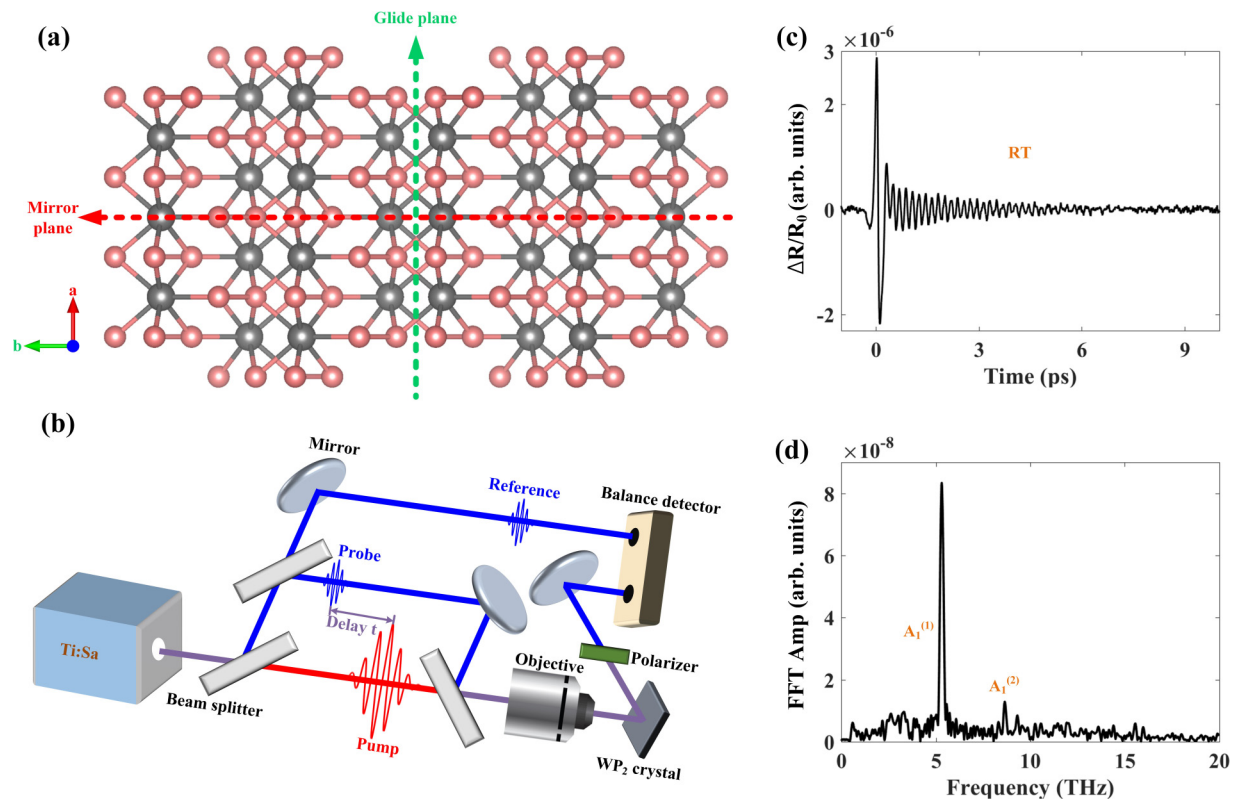 (a)
Glide plane
Mirror
plane
a
b
(b)
Mirror
Reference
Balance detector
Probe
Delay t
Ti:Sa
Objective
Polarizer
Beam splitter
Pump
WP₂ crystal
(c)
×10⁻⁶
3
2
0
-2
RT
ΔR/R₀ (arb. units)
0 3 6 9
Time (ps)
(d)
×10⁻⁸
8
6
4
2
0
A₁⁽¹⁾
A₁⁽²⁾
FFT Amp (arb. units)
0 5 10 15 20
Frequency (THz)